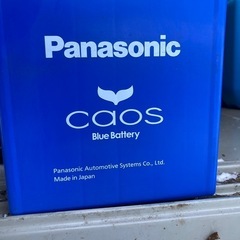 Panasonic
caos
Blue Battery
Panasonic Automotive Systems Co., Ltd.
Made in Japan